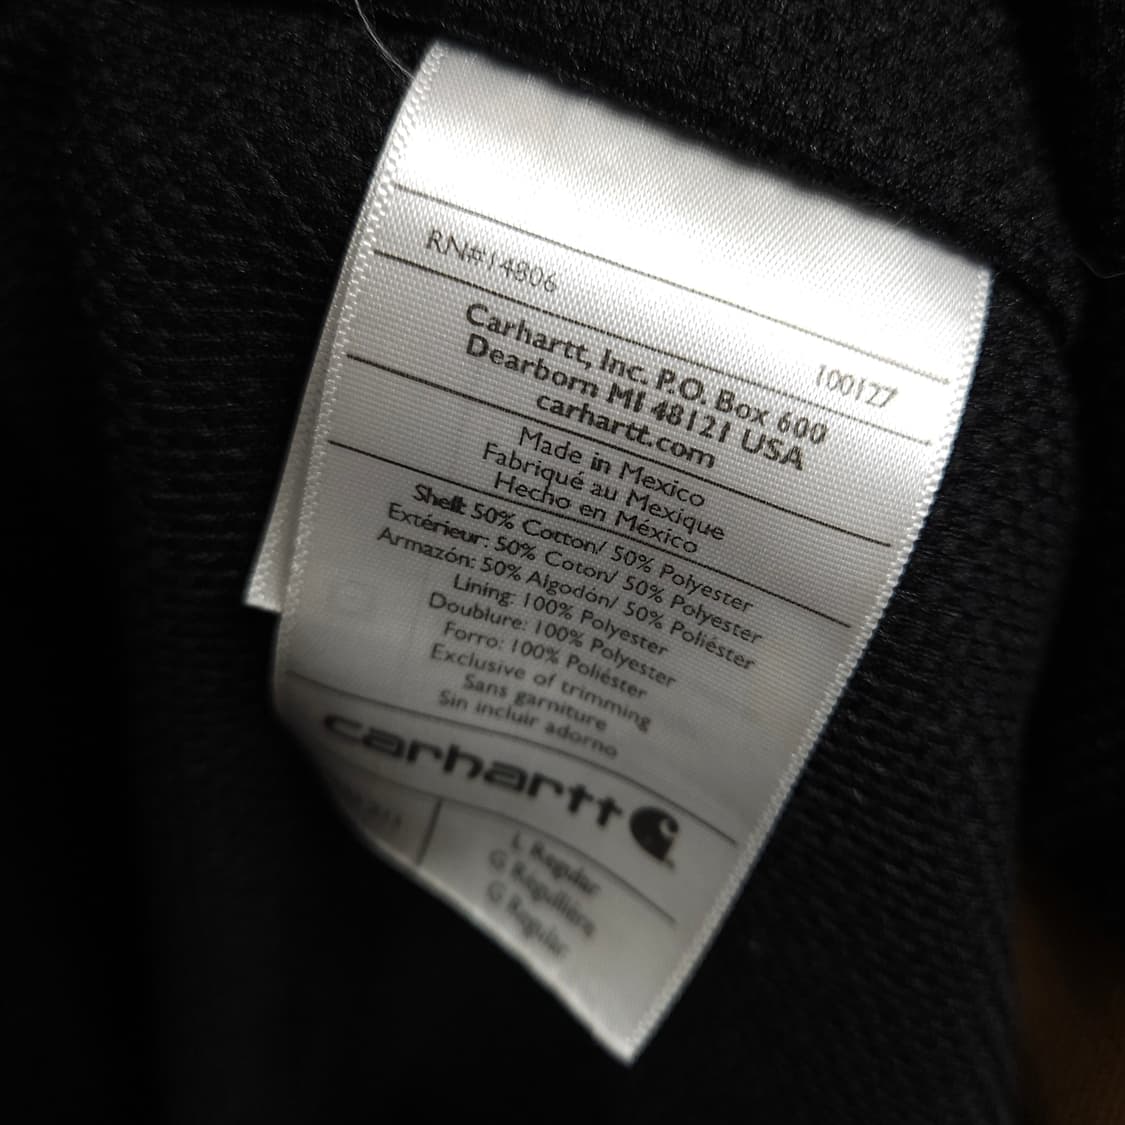 RN#14806
100127
Carhartt, Inc. P.O. Box 600
Dearborn MI 48121 USA
carhartt.com
Made in Mexico
Fabriqué au Mexique
Hecho en México
Shell: 50% Cotton/ 50% Polyester
Extérieur: 50% Coton/ 50% Polyester
Armazón: 50% Algodón/ 50% Poliéster
Lining: 100% Polyester
Doublure: 100% Polyester
Forro: 100% Poliéster
Exclusive of trimming
Sans garniture
Sin incluir adorno
carhartt
L Regular
G Régulière
G Regular